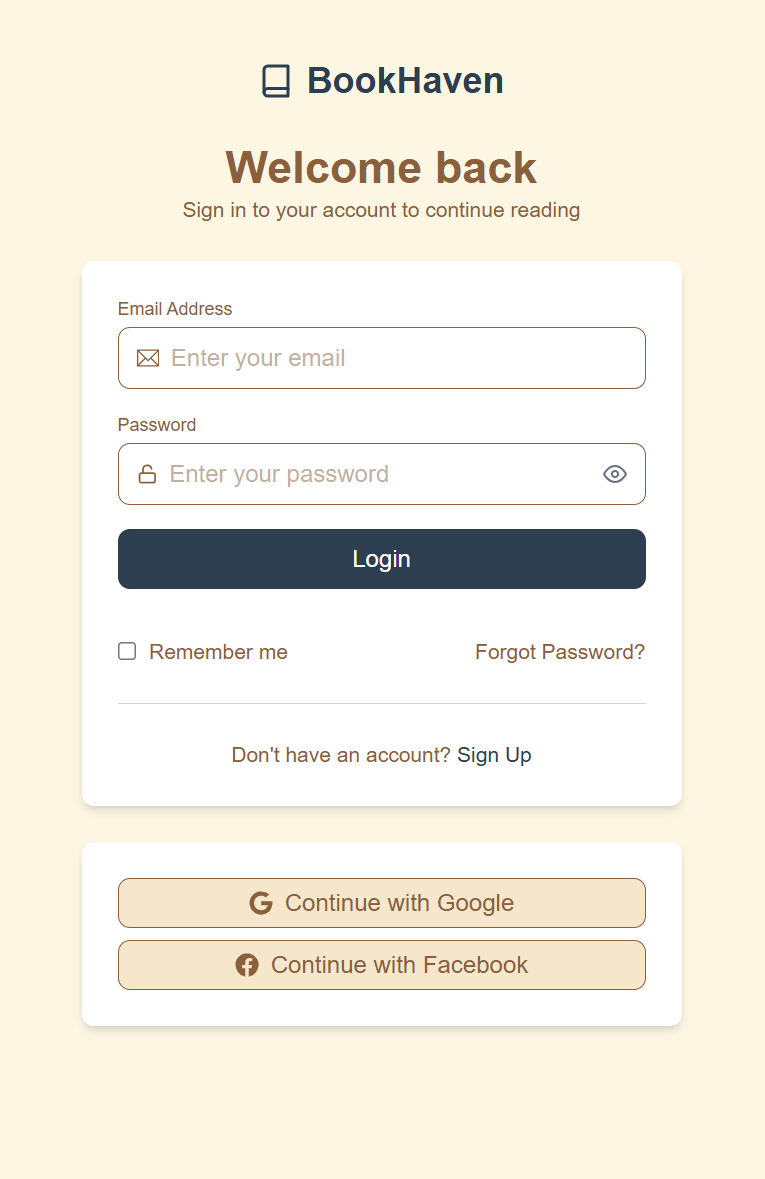 BookHaven
Welcome back
Sign in to your account to continue reading
Email Address
Enter your email
Password
Enter your password
Login
Remember me
Forgot Password?
Don't have an account? Sign Up
Continue with Google
Continue with Facebook